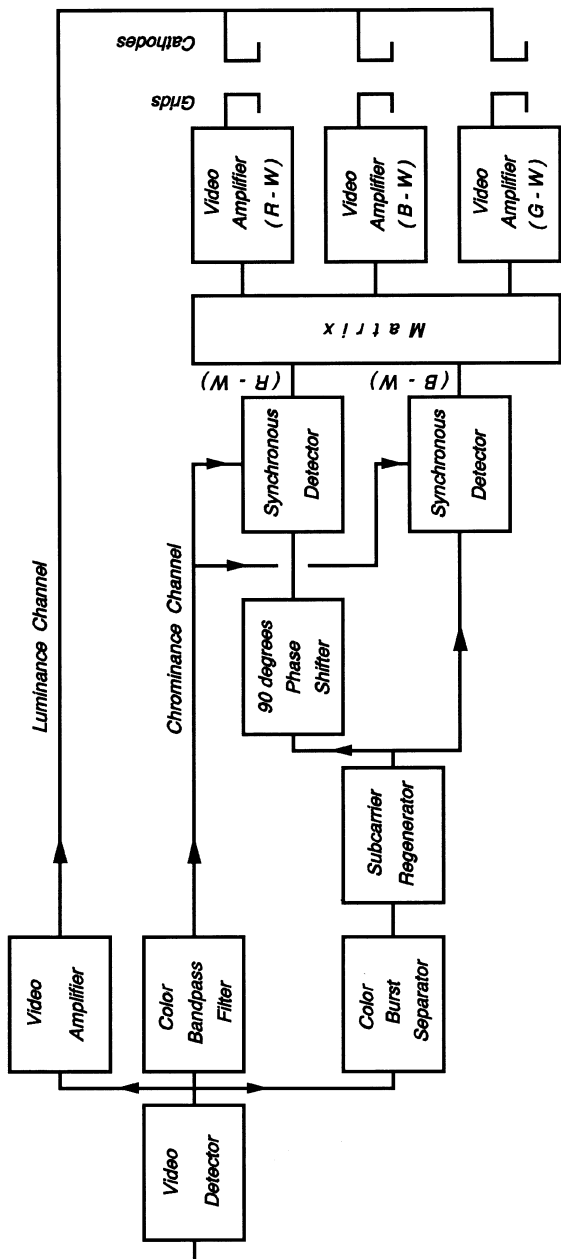 Video
Detector
Video
Amplifier
Color
Bandpass
Filter
Color
Burst
Separator
Subcarrier
Regenerator
Luminance Channel
Chrominance Channel
90 degrees
Phase
Shifter
Synchronous
Detector
Synchronous
Detector
(R - W)
(B - W)
Matrix
Video
Amplifier
(R - W)
Video
Amplifier
(B - W)
Video
Amplifier
(G - W)
Grids
Cathodes